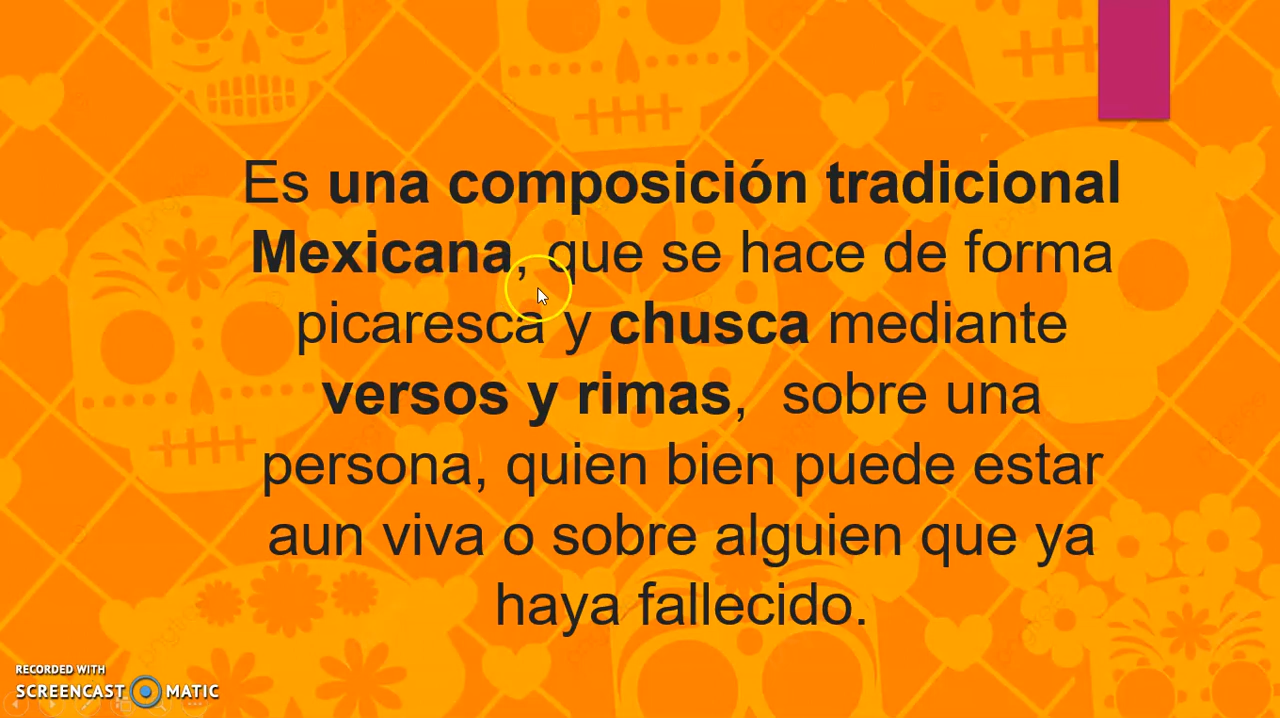 Es una composición tradicional
Mexicana, que se hace de forma
picaresca y chusca mediante
versos y rimas, sobre una
persona, quien bien puede estar
aun viva o sobre alguien que ya
haya fallecido.
RECORDED WITH
SCREENCAST MATIC